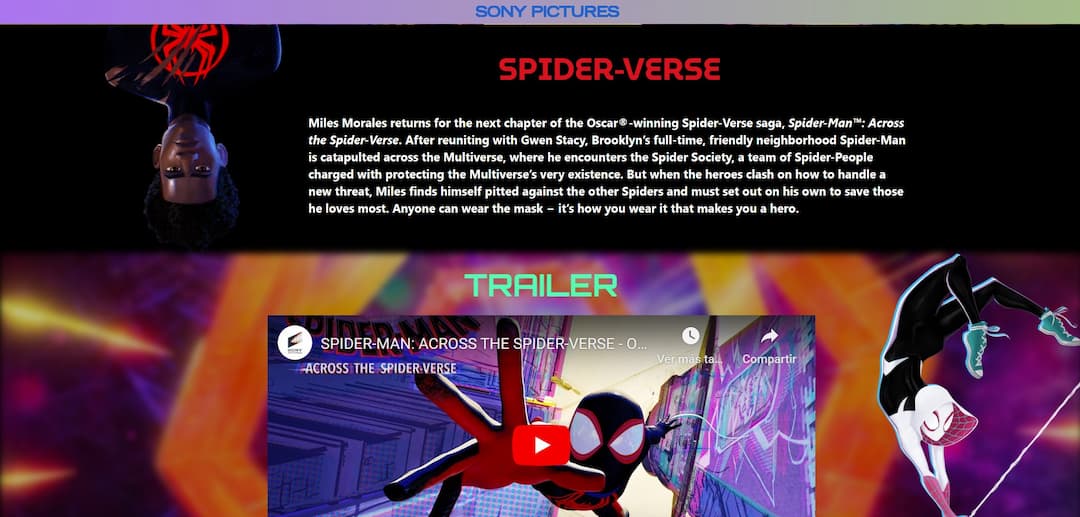 SONY PICTURES
SPIDER-VERSE
Miles Morales returns for the next chapter of the Oscar®-winning Spider-Verse saga, Spider-Man™: Across
the Spider-Verse. After reuniting with Gwen Stacy, Brooklyn's full-time, friendly neighborhood Spider-Man
is catapulted across the Multiverse, where he encounters the Spider Society, a team of Spider-People
charged with protecting the Multiverse's very existence. But when the heroes clash on how to handle a
new threat, Miles finds himself pitted against the other Spiders and must set out on his own to save those
he loves most. Anyone can wear the mask – it's how you wear it that makes you a hero.
TRAILER
SPIDER-MAN
SPIDER-MAN: ACROSS THE SPIDER-VERSE - O...
Ver más ta...
Compartir
ACROSS THE SPIDER-VERSE